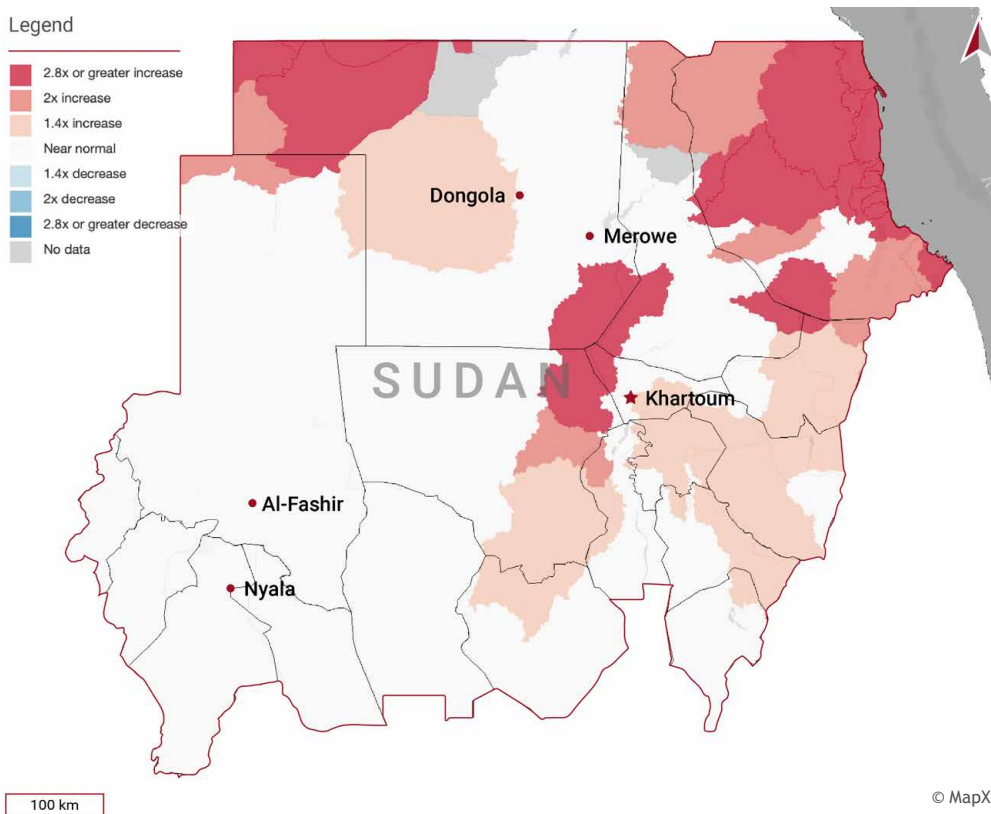 Legend
2.8x or greater increase
2x increase
1.4x increase
Near normal
1.4x decrease
2x decrease
2.8x or greater decrease
No data
Dongola
Merowe
SUDAN
Khartoum
Al-Fashir
Nyala
100 km
© MapX